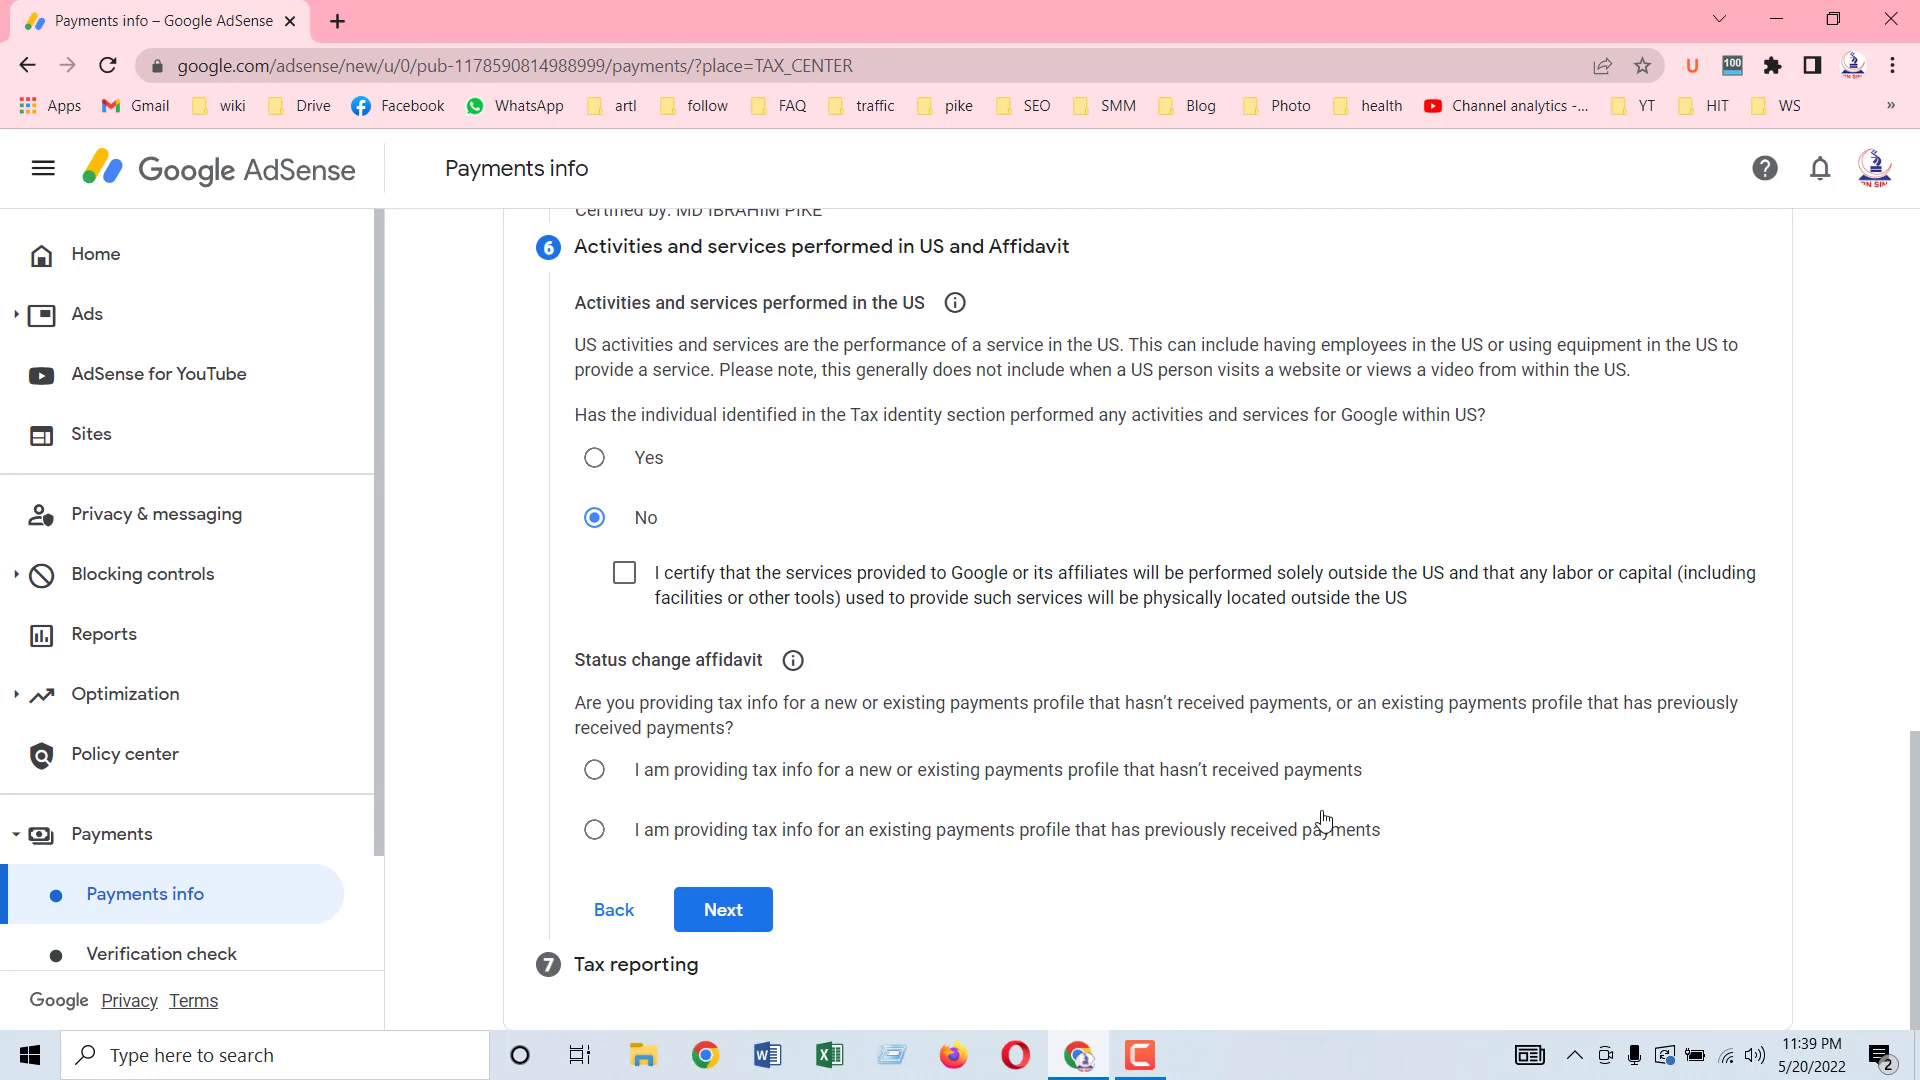 Payments info – Google AdSense
google.com/adsense/new/u/0/pub-1178590814988999/payments/?place=TAX_CENTER
U
100
Apps Gmail wiki Drive Facebook WhatsApp artl follow FAQ traffic pike SEO SMM Blog Photo health Channel analytics -... YT HIT WS »
Google AdSense
Payments info
Home
Ads
AdSense for YouTube
Sites
Privacy & messaging
Blocking controls
Reports
Optimization
Policy center
Payments
Payments info
Verification check
Google Privacy Terms
Certified by: MD IBRAHIM PIKE
6 Activities and services performed in US and Affidavit
Activities and services performed in the US
US activities and services are the performance of a service in the US. This can include having employees in the US or using equipment in the US to
provide a service. Please note, this generally does not include when a US person visits a website or views a video from within the US.
Has the individual identified in the Tax identity section performed any activities and services for Google within US?
Yes
No
I certify that the services provided to Google or its affiliates will be performed solely outside the US and that any labor or capital (including
facilities or other tools) used to provide such services will be physically located outside the US
Status change affidavit
Are you providing tax info for a new or existing payments profile that hasn't received payments, or an existing payments profile that has previously
received payments?
I am providing tax info for a new or existing payments profile that hasn't received payments
I am providing tax info for an existing payments profile that has previously received payments
Back Next
7 Tax reporting
Type here to search
11:39 PM
5/20/2022
2